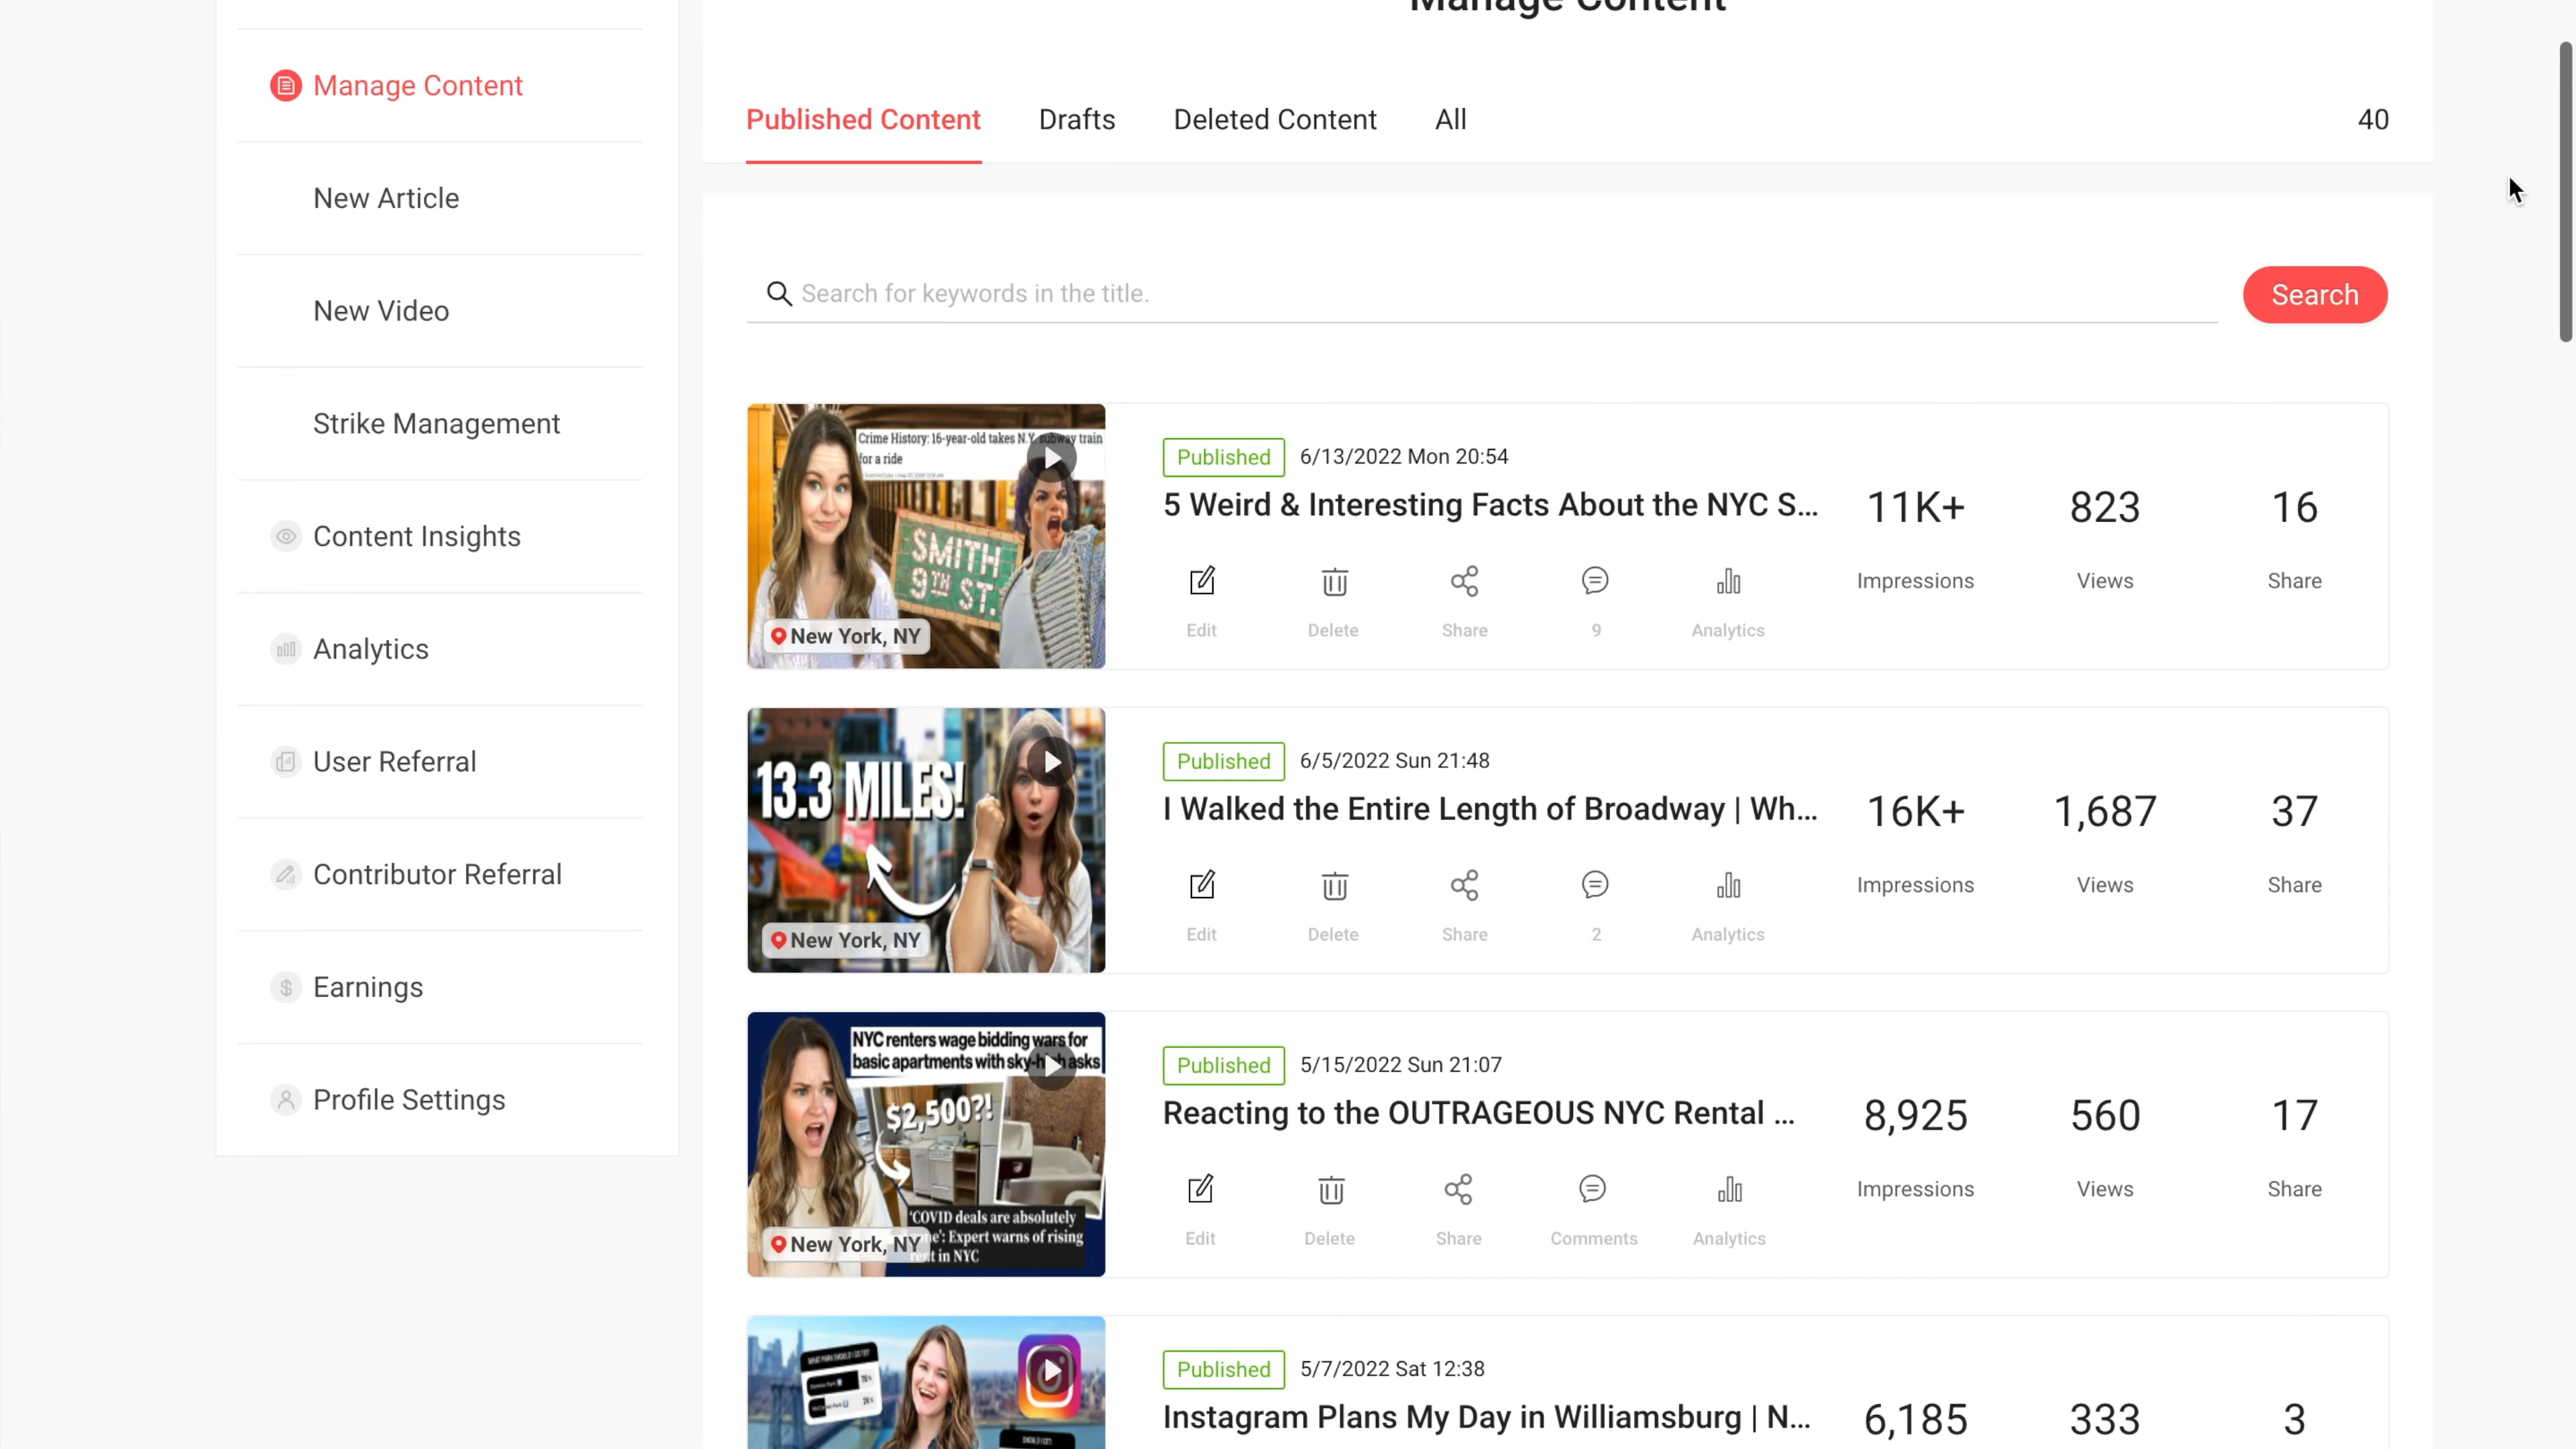 Manage Content
Manage Content
New Article
New Video
Strike Management
Content Insights
Analytics
User Referral
Contributor Referral
Earnings
Profile Settings
Published Content
Drafts
Deleted Content
All
40
Search for keywords in the title.
Search
Crime History: 16-year-old takes N.Y. subway train
for a ride
SMITH
9TH ST.
New York, NY
Published 6/13/2022 Mon 20:54
5 Weird & Interesting Facts About the NYC S...
Edit
Delete
Share
9
Analytics
11K+
Impressions
823
Views
16
Share
13.3 MILES!
New York, NY
Published 6/5/2022 Sun 21:48
I Walked the Entire Length of Broadway | Wh...
Edit
Delete
Share
2
Analytics
16K+
Impressions
1,687
Views
37
Share
NYC renters wage bidding wars for
basic apartments with sky-high asks
$2,500?!
'COVID deals are absolutely
Expert warns of rising
in NYC
New York, NY
Published 5/15/2022 Sun 21:07
Reacting to the OUTRAGEOUS NYC Rental ...
Edit
Delete
Share
Comments
Analytics
8,925
Impressions
560
Views
17
Share
Published 5/7/2022 Sat 12:38
Instagram Plans My Day in Williamsburg | N...
6,185
333
3